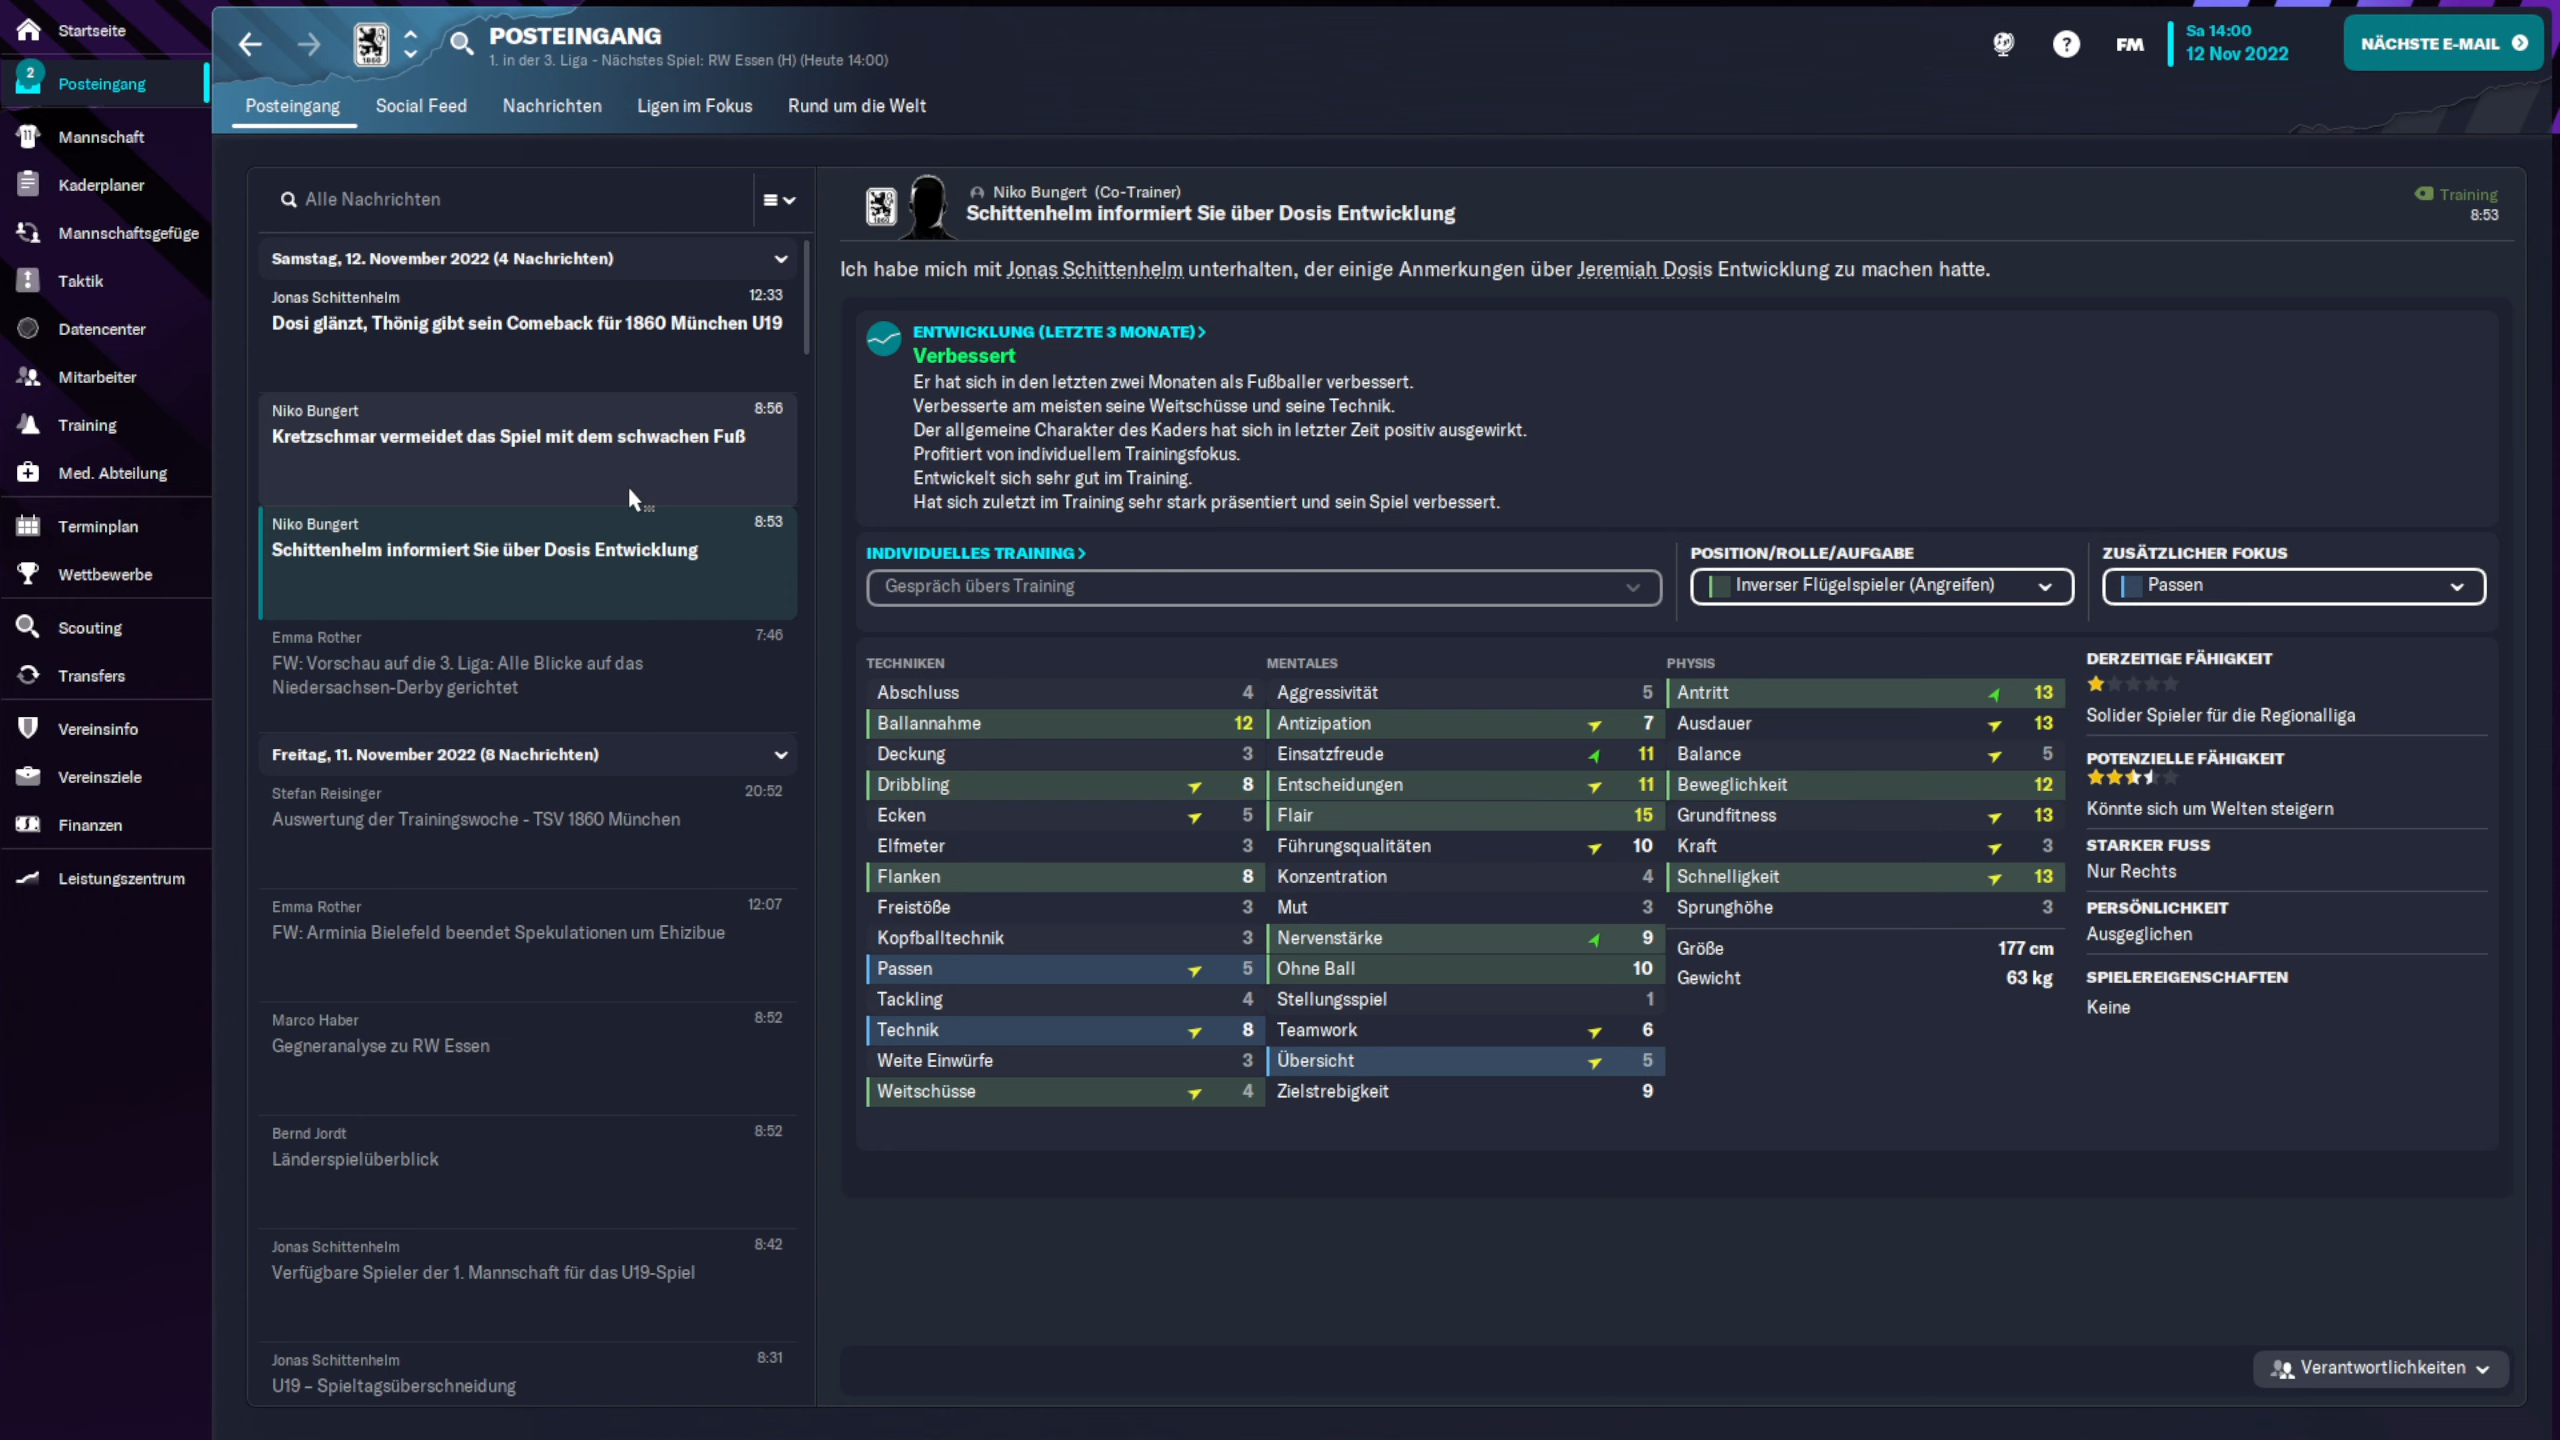 Startseite
2
Posteingang
Mannschaft
Kaderplaner
Mannschaftsgefüge
Taktik
Datencenter
Mitarbeiter
Training
Med. Abteilung
Terminplan
Wettbewerbe
Scouting
Transfers
Vereinsinfo
Vereinsziele
Finanzen
Leistungszentrum
POSTEINGANG
1. in der 3. Liga - Nächstes Spiel: RW Essen (H) (Heute 14:00)
FM
Sa 14:00
12 Nov 2022
NÄCHSTE E-MAIL
Posteingang
Social Feed
Nachrichten
Ligen im Fokus
Rund um die Welt
Alle Nachrichten
Samstag, 12. November 2022 (4 Nachrichten)
Jonas Schittenhelm 12:33
Dosi glänzt, Thönig gibt sein Comeback für 1860 München U19
Niko Bungert 8:56
Kretzschmar vermeidet das Spiel mit dem schwachen Fuß
Niko Bungert 8:53
Schittenhelm informiert Sie über Dosis Entwicklung
Emma Rother 7:46
FW: Vorschau auf die 3. Liga: Alle Blicke auf das
Niedersachsen-Derby gerichtet
Freitag, 11. November 2022 (8 Nachrichten)
Stefan Reisinger 20:52
Auswertung der Trainingswoche - TSV 1860 München
Emma Rother 12:07
FW: Arminia Bielefeld beendet Spekulationen um Ehizibue
Marco Haber 8:52
Gegneranalyse zu RW Essen
Bernd Jordt 8:52
Länderspielüberblick
Jonas Schittenhelm 8:42
Verfügbare Spieler der 1. Mannschaft für das U19-Spiel
Jonas Schittenhelm 8:31
U19 – Spieltagsüberschneidung
Niko Bungert (Co-Trainer)
Schittenhelm informiert Sie über Dosis Entwicklung
Training
8:53
Ich habe mich mit Jonas Schittenhelm unterhalten, der einige Anmerkungen über Jeremiah Dosis Entwicklung zu machen hatte.
ENTWICKLUNG (LETZTE 3 MONATE) >
Verbessert
Er hat sich in den letzten zwei Monaten als Fußballer verbessert.
Verbesserte am meisten seine Weitschüsse und seine Technik.
Der allgemeine Charakter des Kaders hat sich in letzter Zeit positiv ausgewirkt.
Profitiert von individuellem Trainingsfokus.
Entwickelt sich sehr gut im Training.
Hat sich zuletzt im Training sehr stark präsentiert und sein Spiel verbessert.
INDIVIDUELLES TRAINING >
Gespräch übers Training
POSITION/ROLLE/AUFGABE
Inverser Flügelspieler (Angreifen)
ZUSÄTZLICHER FOKUS
Passen
TECHNIKEN
Abschluss 4
Ballannahme 12
Deckung 3
Dribbling 8
Ecken 5
Elfmeter 3
Flanken 8
Freistöße 3
Kopfballtechnik 3
Passen 5
Tackling 4
Technik 8
Weite Einwürfe 3
Weitschüsse 4
MENTALES
Aggressivität 5
Antizipation 7
Einsatzfreude 11
Entscheidungen 11
Flair 15
Führungsqualitäten 10
Konzentration 4
Mut 3
Nervenstärke 9
Ohne Ball 10
Stellungsspiel 1
Teamwork 6
Übersicht 5
Zielstrebigkeit 9
PHYSIS
Antritt 13
Ausdauer 13
Balance 5
Beweglichkeit 12
Grundfitness 13
Kraft 3
Schnelligkeit 13
Sprunghöhe 3
Größe 177 cm
Gewicht 63 kg
DERZEITIGE FÄHIGKEIT
Solider Spieler für die Regionalliga
POTENZIELLE FÄHIGKEIT
Könnte sich um Welten steigern
STARKER FUSS
Nur Rechts
PERSÖNLICHKEIT
Ausgeglichen
SPIELEREIGENSCHAFTEN
Keine
Verantwortlichkeiten